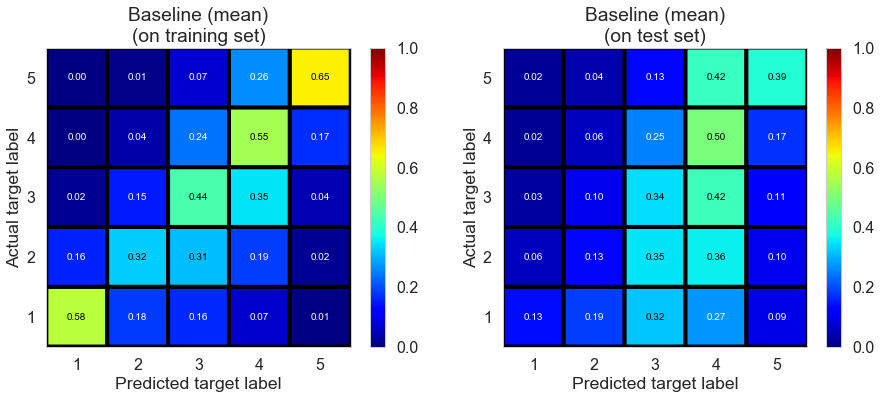 Baseline (mean)
(on training set)
Actual target label
5 0.00 0.01 0.07 0.26 0.65
4 0.00 0.04 0.24 0.55 0.17
3 0.02 0.15 0.44 0.35 0.04
2 0.16 0.32 0.31 0.19 0.02
1 0.58 0.18 0.16 0.07 0.01
1 2 3 4 5
Predicted target label
1.0
0.8
0.6
0.4
0.2
0.0
Baseline (mean)
(on test set)
Actual target label
5 0.02 0.04 0.13 0.42 0.39
4 0.02 0.06 0.25 0.50 0.17
3 0.03 0.10 0.34 0.42 0.11
2 0.06 0.13 0.35 0.36 0.10
1 0.13 0.19 0.32 0.27 0.09
1 2 3 4 5
Predicted target label
1.0
0.8
0.6
0.4
0.2
0.0